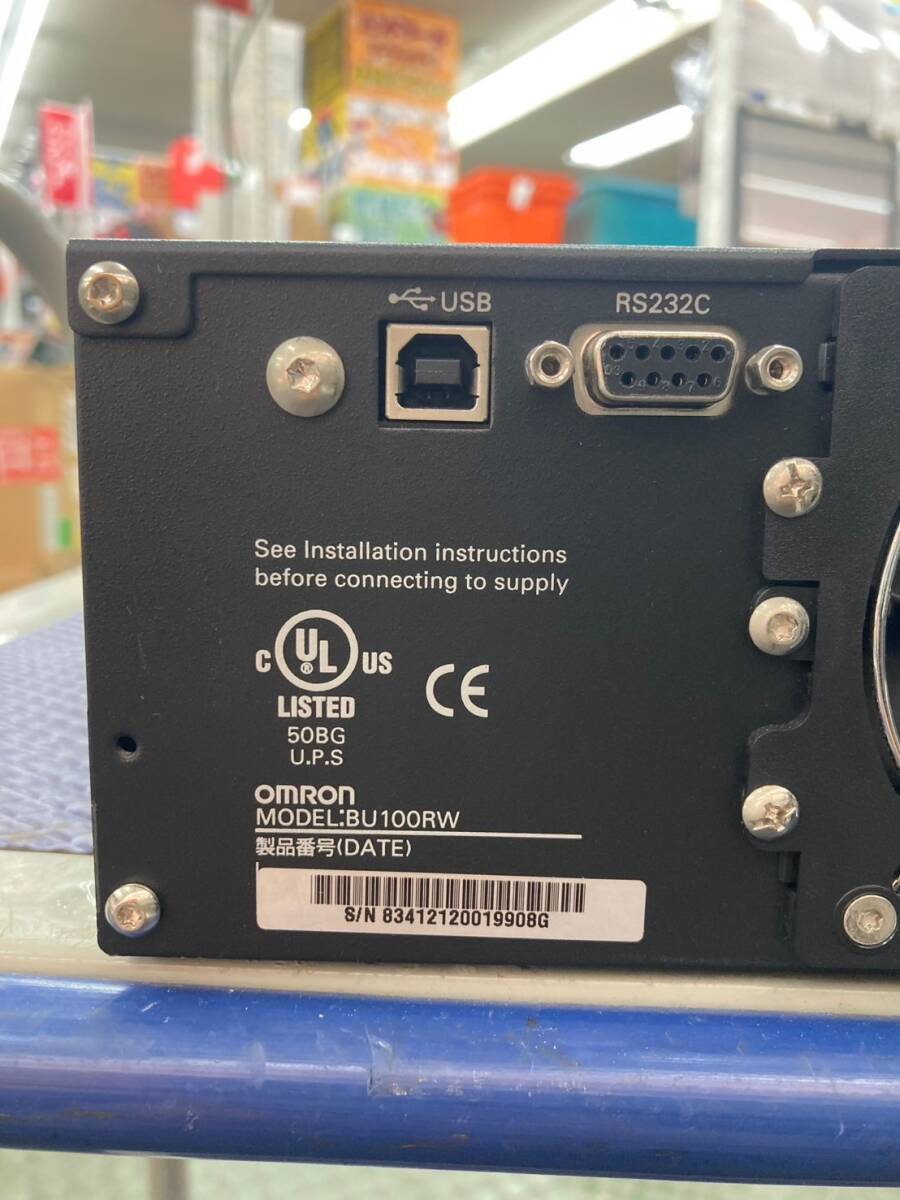 USB
RS232C
See Installation instructions
before connecting to supply
C UL® US
LISTED
CE
50BG
U.P.S
OMRON
MODEL:BU100RW
製品番号(DATE)
S/N 83412120019908G